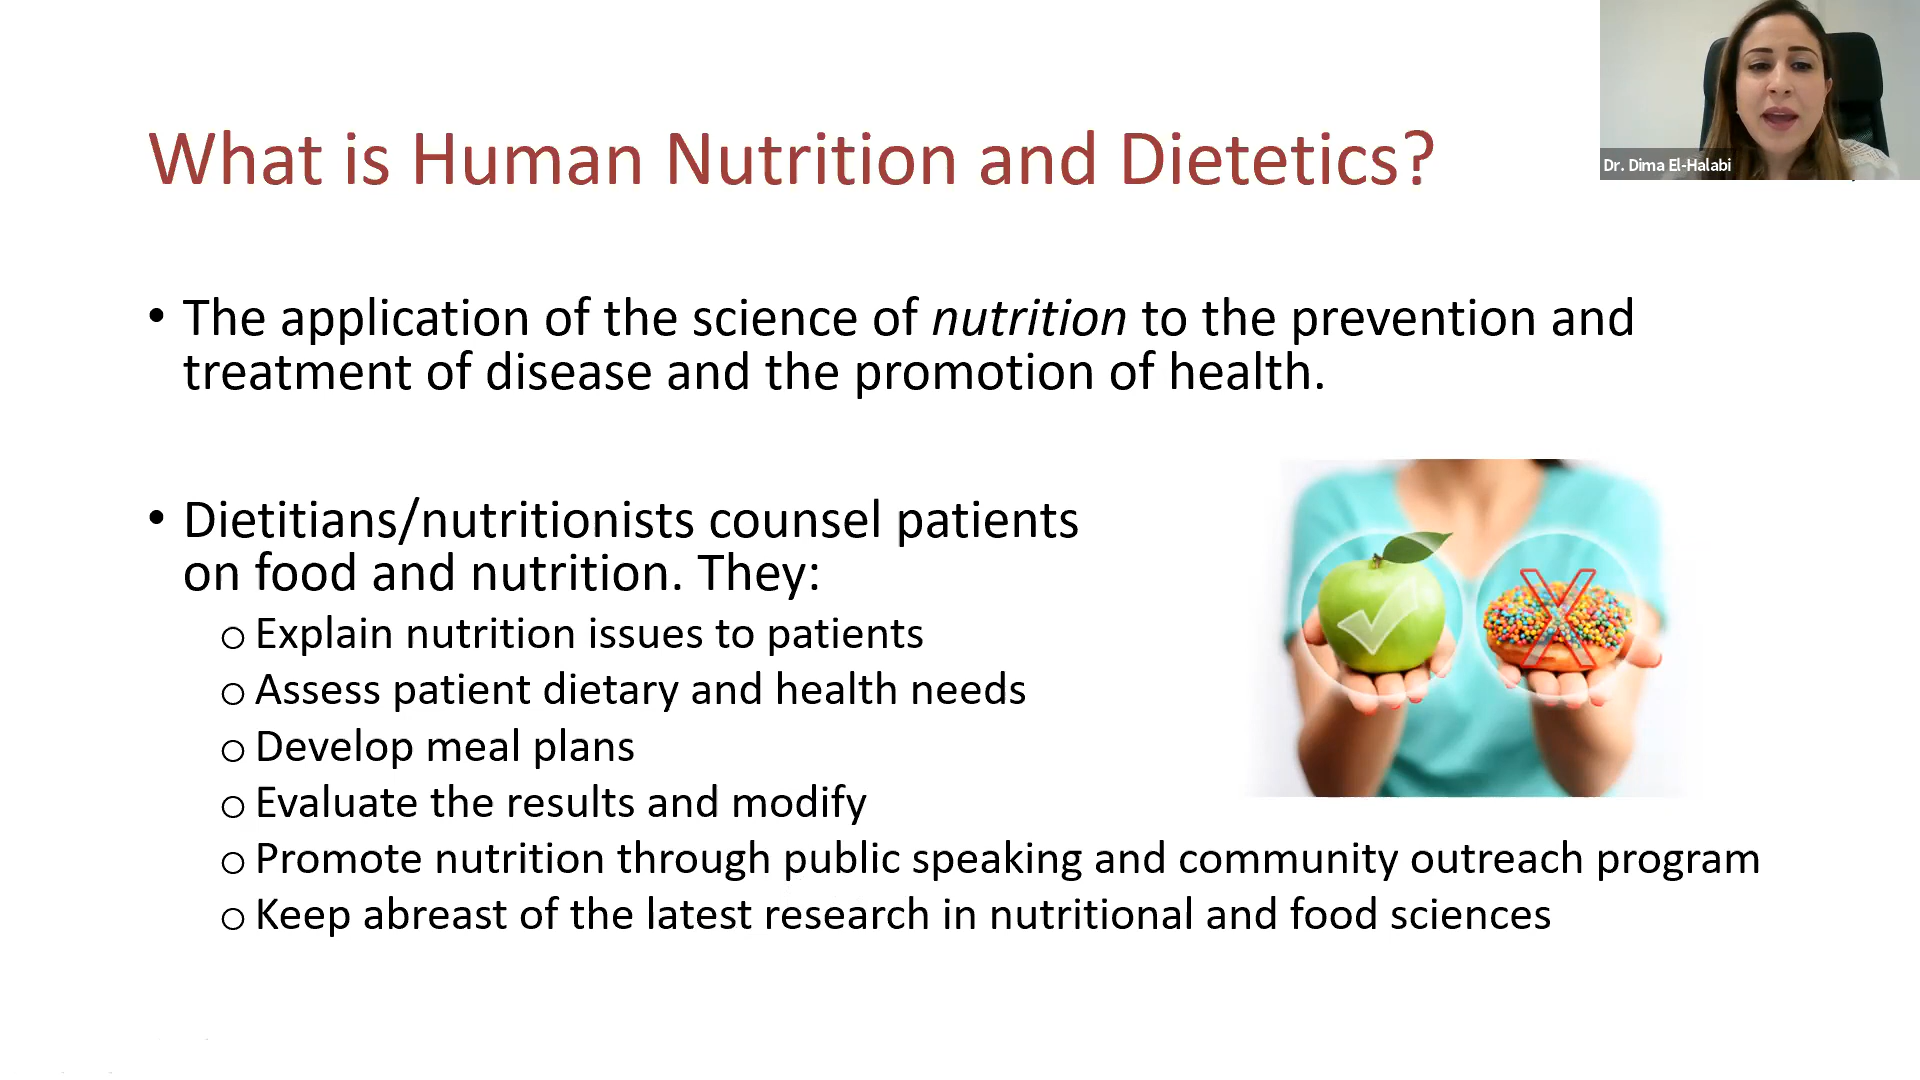 What is Human Nutrition and Dietetics?
Dr. Dima El-Halabi
• The application of the science of nutrition to the prevention and
treatment of disease and the promotion of health.
• Dietitians/nutritionists counsel patients
on food and nutrition. They:
o Explain nutrition issues to patients
o Assess patient dietary and health needs
o Develop meal plans
o Evaluate the results and modify
o Promote nutrition through public speaking and community outreach program
o Keep abreast of the latest research in nutritional and food sciences